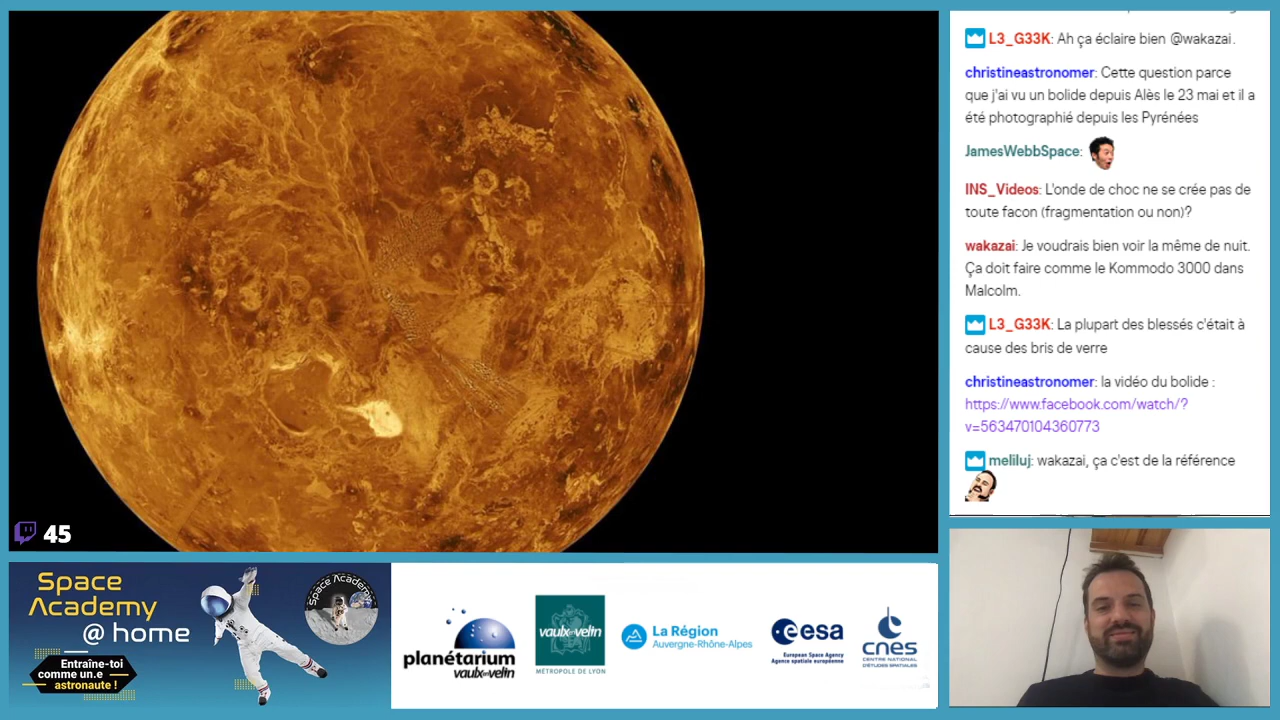 L3_G33K: Ah ça éclaire bien @wakazai.
christineastronomer: Cette question parce
que j'ai vu un bolide depuis Alès le 23 mai et il a
été photographié depuis les Pyrénées
JamesWebbSpace:
INS_Videos: L'onde de choc ne se crée pas de
toute facon (fragmentation ou non)?
wakazai: Je voudrais bien voir la même de nuit.
Ça doit faire comme le Kommodo 3000 dans
Malcolm.
L3_G33K: La plupart des blessés c'était à
cause des bris de verre
christineastronomer: la vidéo du bolide :
https://www.facebook.com/watch/?
v=563470104360773
meliluj: wakazai, ça c'est de la référence
45
Space
Academy
@ home
Entraîne-toi
comme un.e
astronaute !
Space Academy
planétarium
vaulx en velin
vaulx en velin
MÉTROPOLE DE LYON
La Région
Auvergne-Rhône-Alpes
esa
European Space Agency
Agence spatiale européenne
cnes
CENTRE NATIONAL
D'ÉTUDES SPATIALES